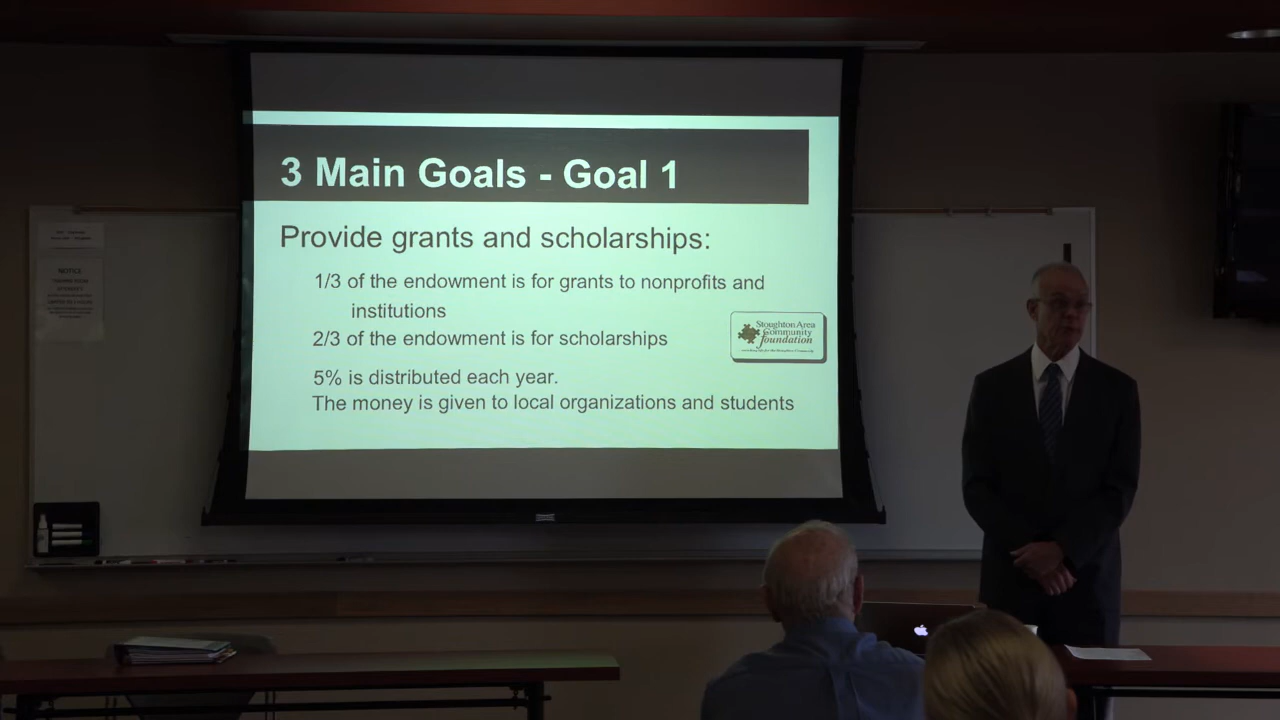 3 Main Goals - Goal 1
Provide grants and scholarships:
1/3 of the endowment is for grants to nonprofits and
institutions
2/3 of the endowment is for scholarships
Stoughton Area
Community
foundation
5% is distributed each year.
The money is given to local organizations and students
NOTICE